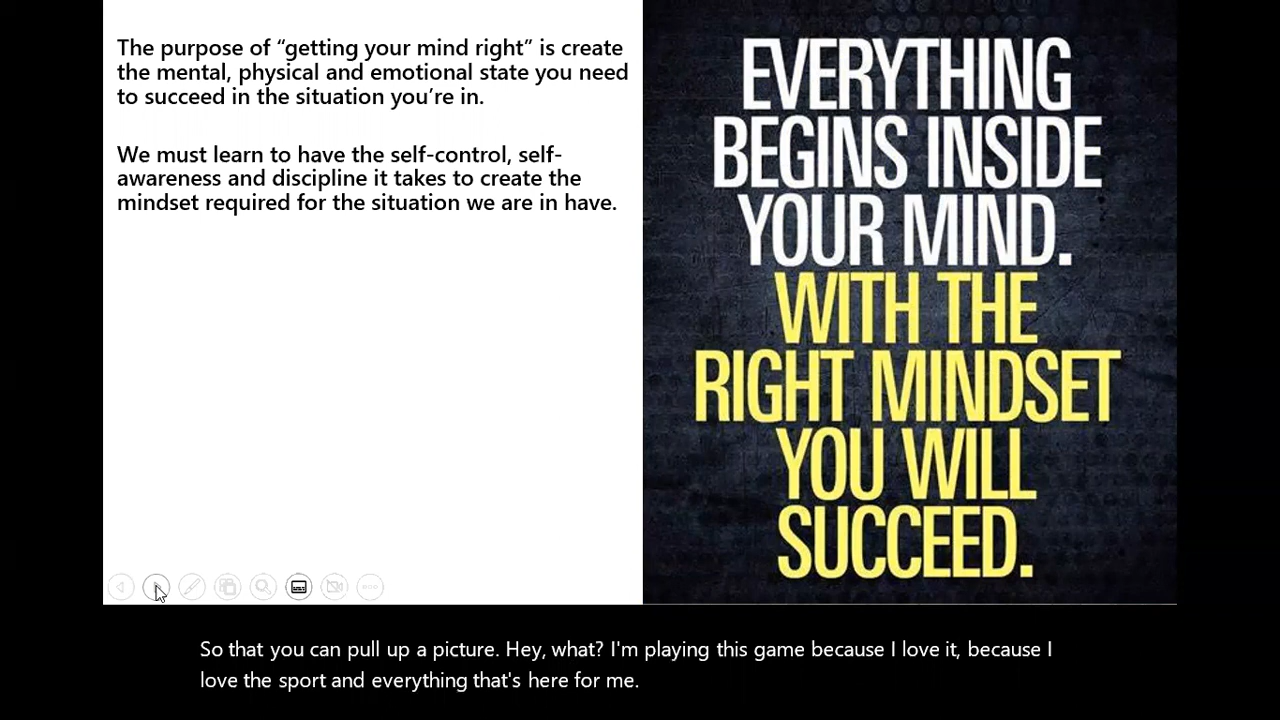 The purpose of “getting your mind right” is create
the mental, physical and emotional state you need
to succeed in the situation you’re in.
We must learn to have the self-control, self-
awareness and discipline it takes to create the
mindset required for the situation we are in have.
EVERYTHING
BEGINS INSIDE
YOUR MIND.
WITH THE
RIGHT MINDSET
YOU WILL
SUCCEED.
So that you can pull up a picture. Hey, what? I'm playing this game because I love it, because I
love the sport and everything that's here for me.